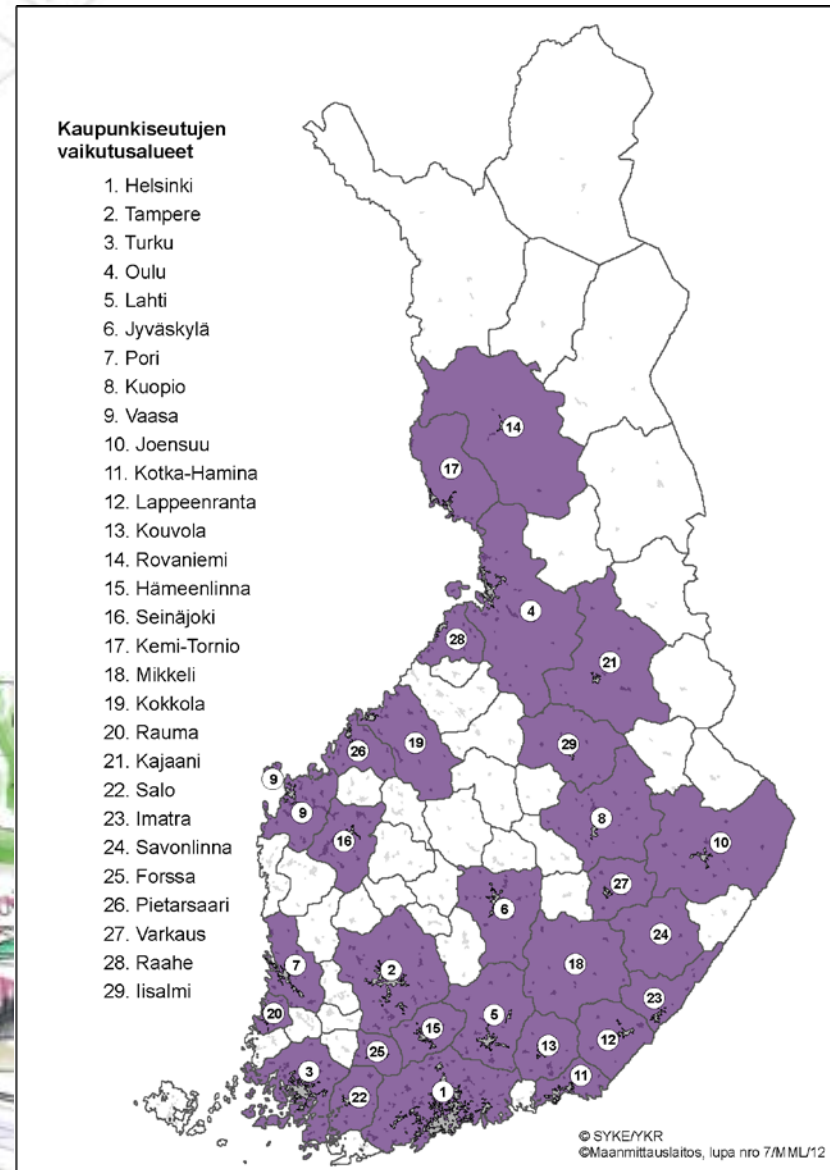 Kaupunkiseutujen
vaikutusalueet
1. Helsinki
2. Tampere
3. Turku
4. Oulu
5. Lahti
6. Jyväskylä
7. Pori
8. Kuopio
9. Vaasa
10. Joensuu
11. Kotka-Hamina
12. Lappeenranta
13. Kouvola
14. Rovaniemi
15. Hämeenlinna
16. Seinäjoki
17. Kemi-Tornio
18. Mikkeli
19. Kokkola
20. Rauma
21. Kajaani
22. Salo
23. Imatra
24. Savonlinna
25. Forssa
26. Pietarsaari
27. Varkaus
28. Raahe
29. Iisalmi
14
17
4
28
21
19
29
26
9
9
8
16
10
27
6
24
2
18
7
23
5
20
15
12
13
25
3
11
1
22
© SYKE/YKR
©Maanmittauslaitos, lupa nro 7/MML/12